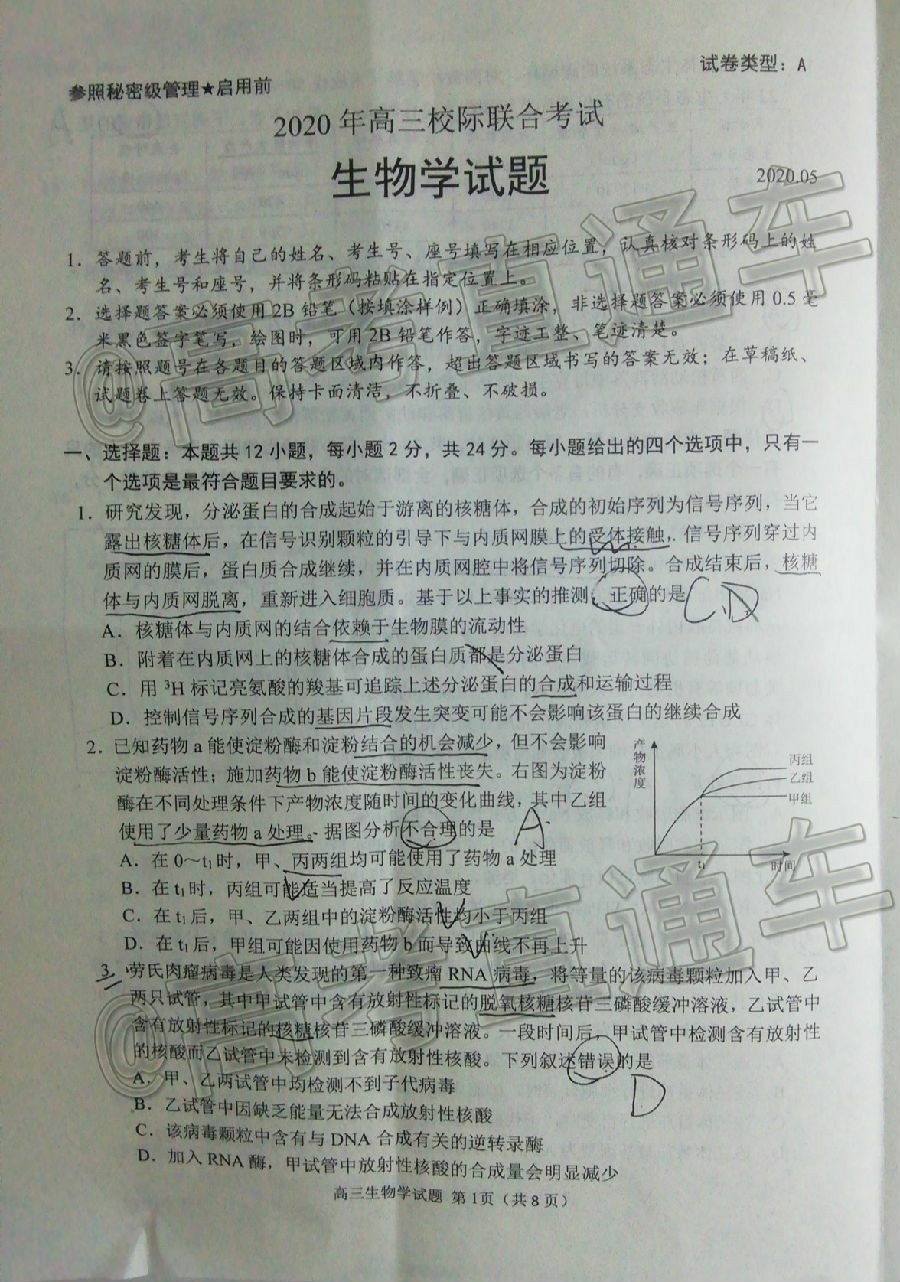 试卷类型：A
参照秘密级管理★启用前
2020年高三校际联合考试
生物学试题
2020.05
1．答题前，考生将自己的姓名、考生号、座号填写在相应位置，认真核对条形码上的姓
名、考生号和座号，并将条形码粘贴在指定位置上。
2．选择题答案必须使用2B铅笔（按填涂样例）正确填涂，非选择题答案必须使用0.5毫
米黑色签字笔书写，绘图时，可用2B铅笔作答，字迹工整、笔迹清楚。
3．请按照题号在各题目的答题区域内作答，超出答题区域书写的答案无效；在草稿纸、
试题卷上答题无效。保持卡面清洁，不折叠、不破损。
一、选择题：本题共12小题，每小题2分，共24分。每小题给出的四个选项中，只有一
个选项是最符合题目要求的。
1．研究发现，分泌蛋白的合成起始于游离的核糖体，合成的初始序列为信号序列，当它
露出核糖体后，在信号识别颗粒的引导下与内质网膜上的受体接触，信号序列穿过内
质网的膜后，蛋白质合成继续，并在内质网腔中将信号序列切除。合成结束后，核糖
体与内质网脱离，重新进入细胞质。基于以上事实的推测，正确的是 CD
A．核糖体与内质网的结合依赖于生物膜的流动性
B．附着在内质网上的核糖体合成的蛋白质都是分泌蛋白
C．用³H标记亮氨酸的羧基可追踪上述分泌蛋白的合成和运输过程
D．控制信号序列合成的基因片段发生突变可能不会影响该蛋白的继续合成
2．已知药物a能使淀粉酶和淀粉结合的机会减少，但不会影响
淀粉酶活性；施加药物b能使淀粉酶活性丧失。右图为淀粉
酶在不同处理条件下产物浓度随时间的变化曲线，其中乙组
使用了少量药物a处理。据图分析不合理的是 A
产物浓度
丙组
乙组
甲组
t₁
时间
A．在0～t₁时，甲、丙两组均可能使用了药物a处理
B．在t₁时，丙组可能适当提高了反应温度
C．在t₁后，甲、乙两组中的淀粉酶活性均小于丙组
D．在t₁后，甲组可能因使用药物b而导致曲线不再上升
3．劳氏肉瘤病毒是人类发现的第一种致瘤RNA病毒，将等量的该病毒颗粒加入甲、乙
两只试管，其中甲试管中含有放射性标记的脱氧核糖核苷三磷酸缓冲溶液，乙试管中
含有放射性标记的核糖核苷三磷酸缓冲溶液。一段时间后，甲试管中检测含有放射性
的核酸而乙试管中未检测到含有放射性核酸。下列叙述错误的是
D
A．甲、乙两试管中均检测不到子代病毒
B．乙试管中因缺乏能量无法合成放射性核酸
C．该病毒颗粒中含有与DNA合成有关的逆转录酶
D．加入RNA酶，甲试管中放射性核酸的合成量会明显减少
高三生物学试题 第1页（共8页）
@高考直通车
@高考直通车